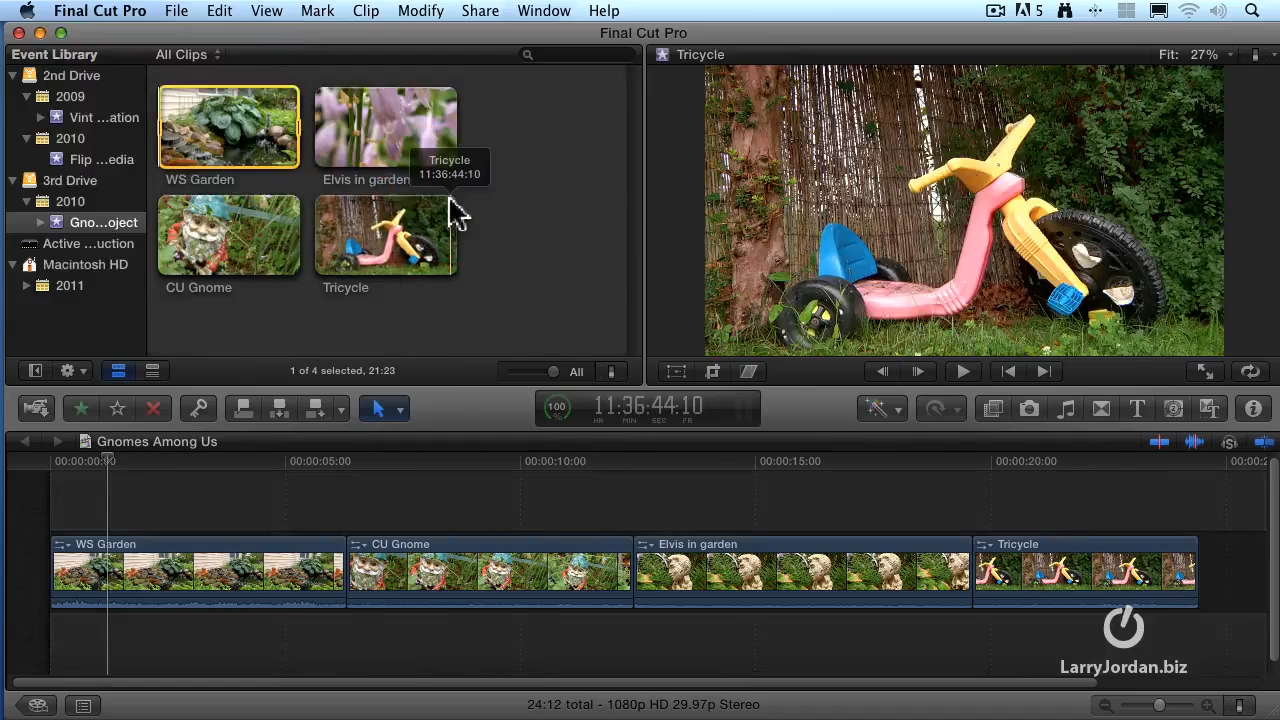 Final Cut Pro File Edit View Mark Clip Modify Share Window Help
5
Final Cut Pro
Event Library
All Clips
Tricycle
Fit: 27%
2nd Drive
2009
Vint ...ation
2010
Flip ...edia
3rd Drive
2010
Gno...oject
Active ...uction
Macintosh HD
2011
WS Garden
Elvis in garden
Tricycle
11:36:44:10
CU Gnome
Tricycle
1 of 4 selected, 21:23
All
100
%
11:36:44:10
HR MIN SEC FR
Gnomes Among Us
00:00:00:00
00:00:05:00
00:00:10:00
00:00:15:00
00:00:20:00
00:00:2
WS Garden
CU Gnome
Elvis in garden
Tricycle
LarryJordan.biz
24:12 total - 1080p HD 29.97p Stereo